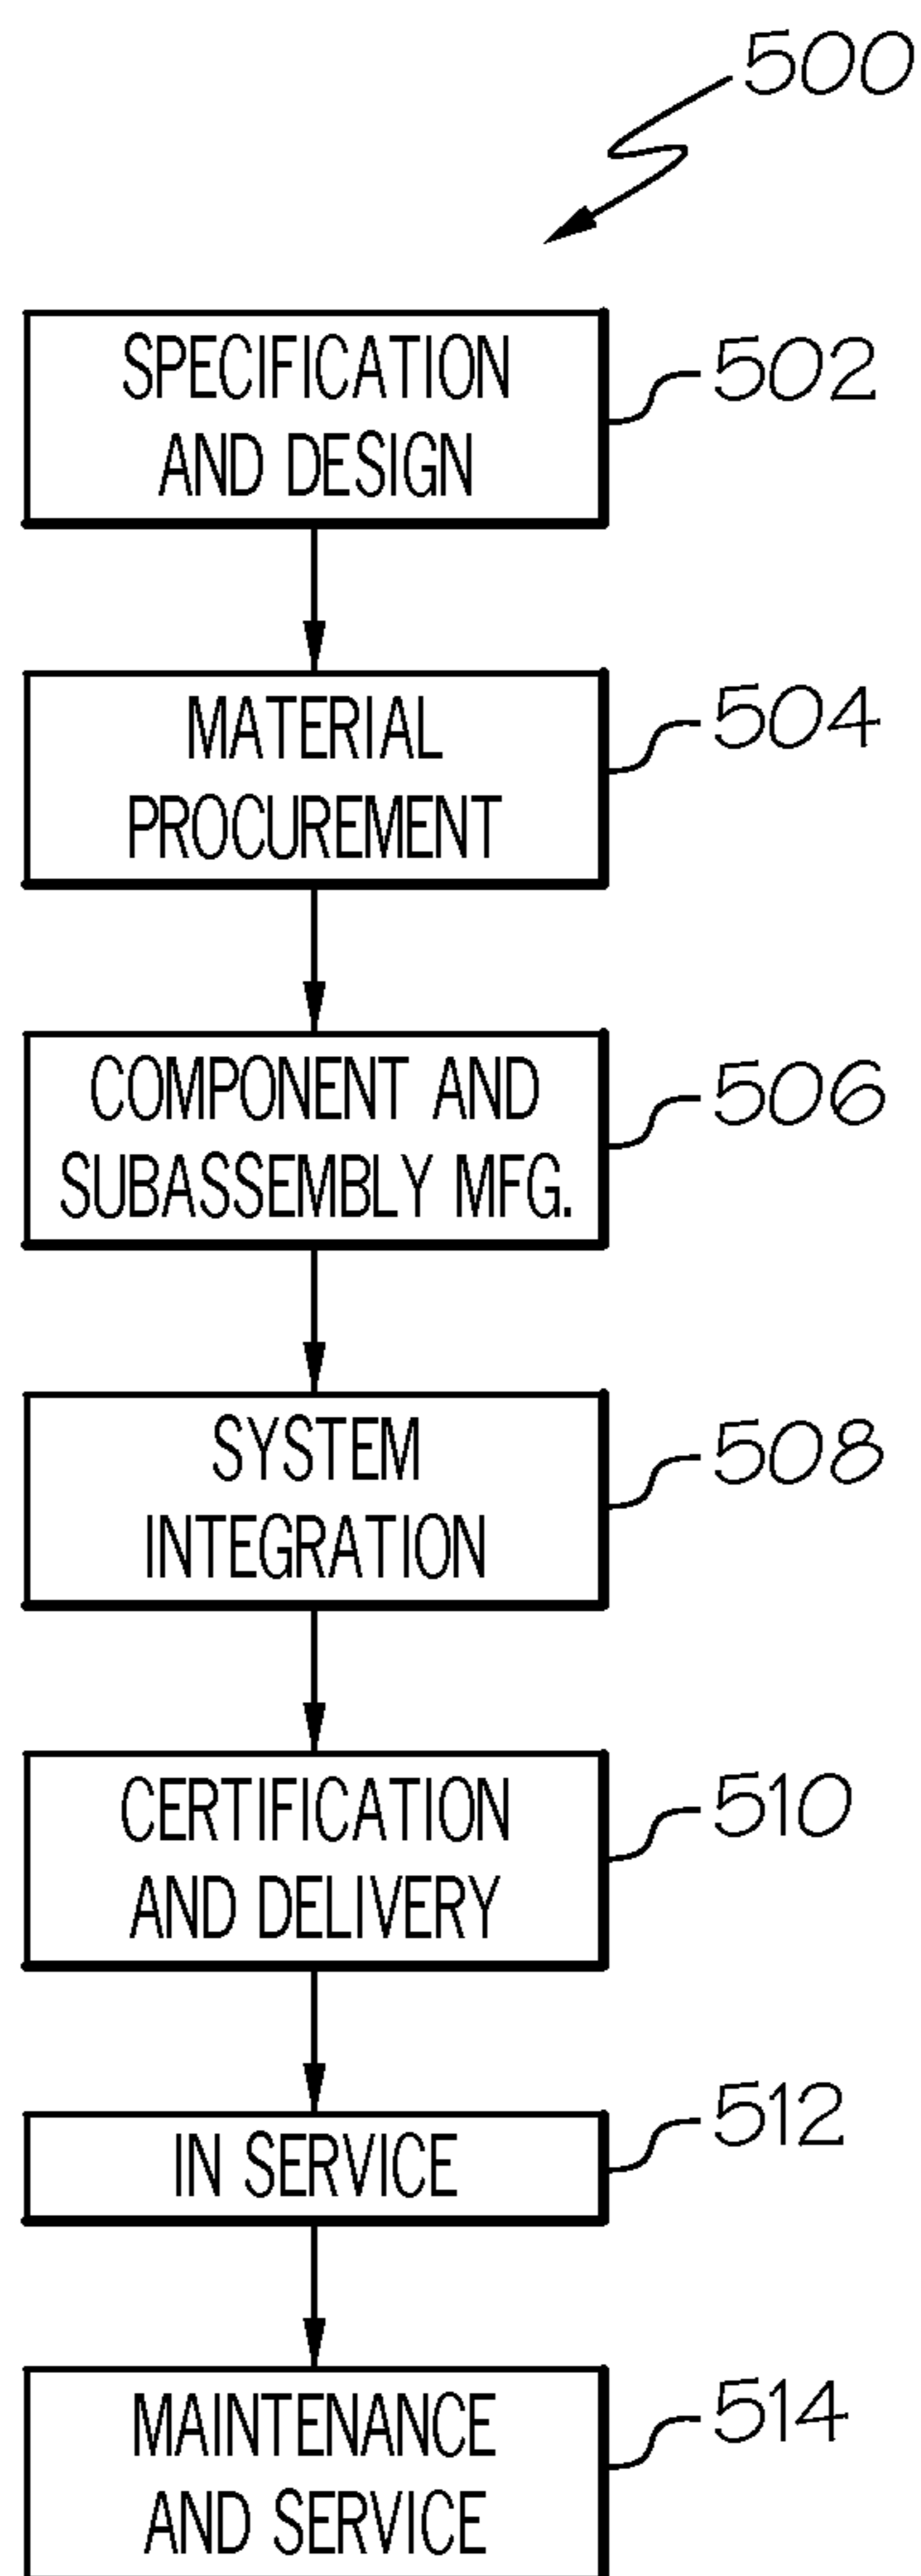 500
SPECIFICATION
AND DESIGN
502
MATERIAL
PROCUREMENT
504
COMPONENT AND
SUBASSEMBLY MFG.
506
SYSTEM
INTEGRATION
508
CERTIFICATION
AND DELIVERY
510
IN SERVICE
512
MAINTENANCE
AND SERVICE
514